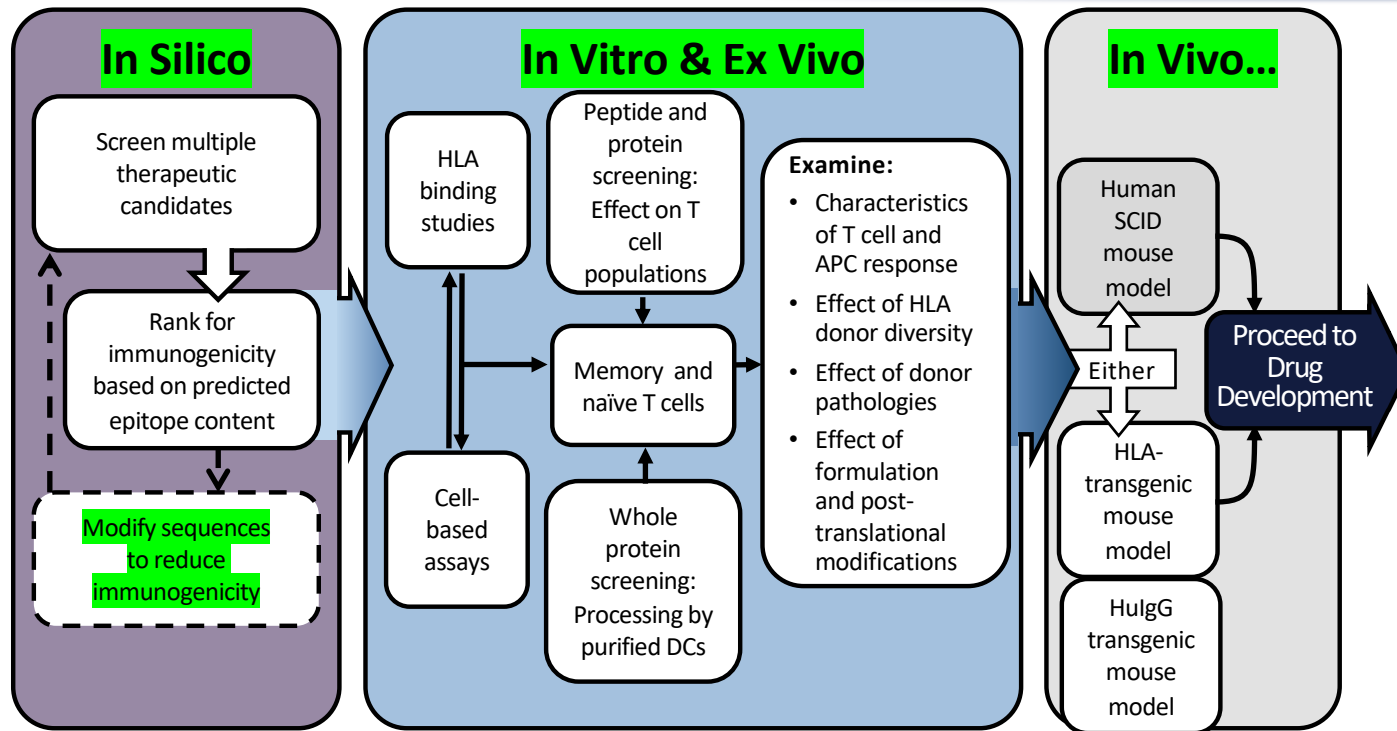 In Silico
Screen multiple
therapeutic
candidates
Rank for
immunogenicity
based on predicted
epitope content
Modify sequences
to reduce
immunogenicity
In Vitro & Ex Vivo
HLA
binding
studies
Cell-
based
assays
Peptide and
protein
screening:
Effect on T
cell
populations
Memory and
naïve T cells
Whole
protein
screening:
Processing by
purified DCs
Examine:
• Characteristics
of T cell and
APC response
• Effect of HLA
donor diversity
• Effect of donor
pathologies
• Effect of
formulation
and post-
translational
modifications
In Vivo...
Human
SCID
mouse
model
Either
HLA-
transgenic
mouse
model
HuIgG
transgenic
mouse
model
Proceed to
Drug
Development